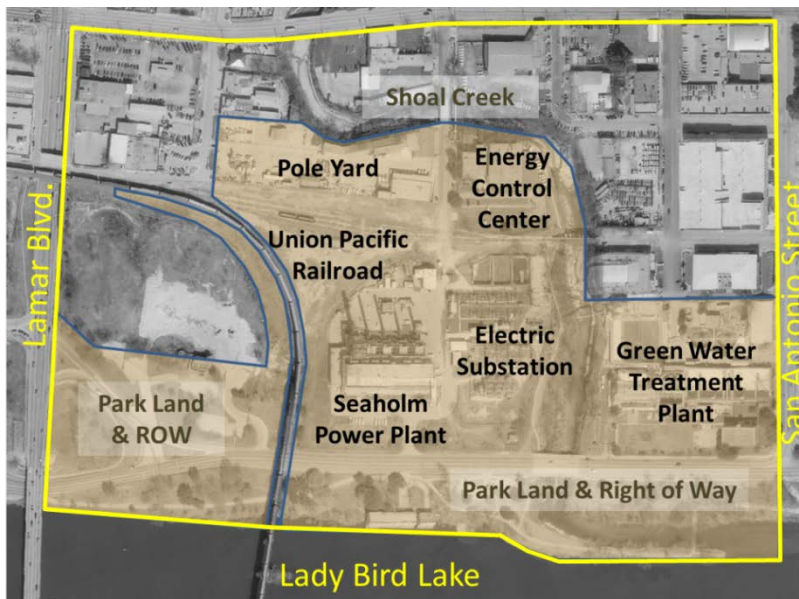 Shoal Creek
Pole Yard
Energy
Control
Center
Lamar Blvd.
Union Pacific
Railroad
San Antonio Street
Electric
Substation
Green Water
Treatment
Plant
Park Land
& ROW
Seaholm
Power Plant
Park Land & Right of Way
Lady Bird Lake